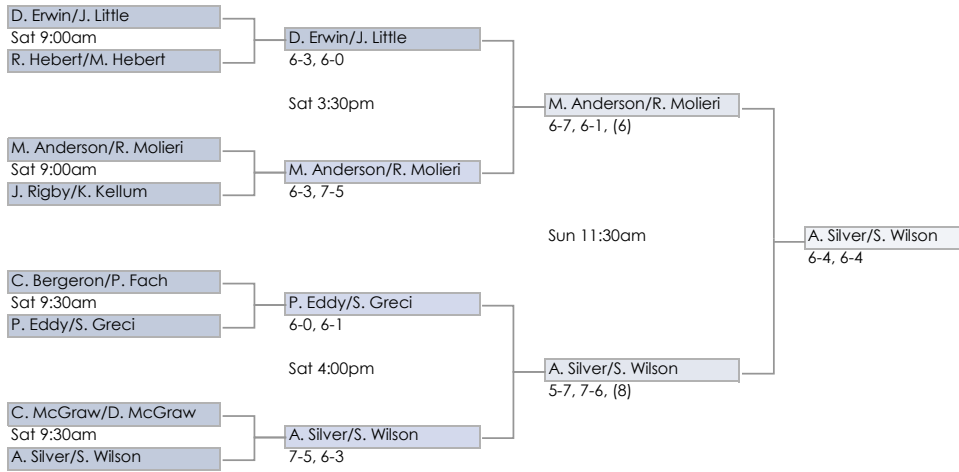 D. Erwin/J. Little
Sat 9:00am
R. Hebert/M. Hebert
M. Anderson/R. Molieri
Sat 9:00am
J. Rigby/K. Kellum
C. Bergeron/P. Fach
Sat 9:30am
P. Eddy/S. Greci
C. McGraw/D. McGraw
Sat 9:30am
A. Silver/S. Wilson
D. Erwin/J. Little
6-3, 6-0
Sat 3:30pm
M. Anderson/R. Molieri
6-3, 7-5
P. Eddy/S. Greci
6-0, 6-1
Sat 4:00pm
A. Silver/S. Wilson
7-5, 6-3
M. Anderson/R. Molieri
6-7, 6-1, (6)
Sun 11:30am
A. Silver/S. Wilson
5-7, 7-6, (8)
A. Silver/S. Wilson
6-4, 6-4